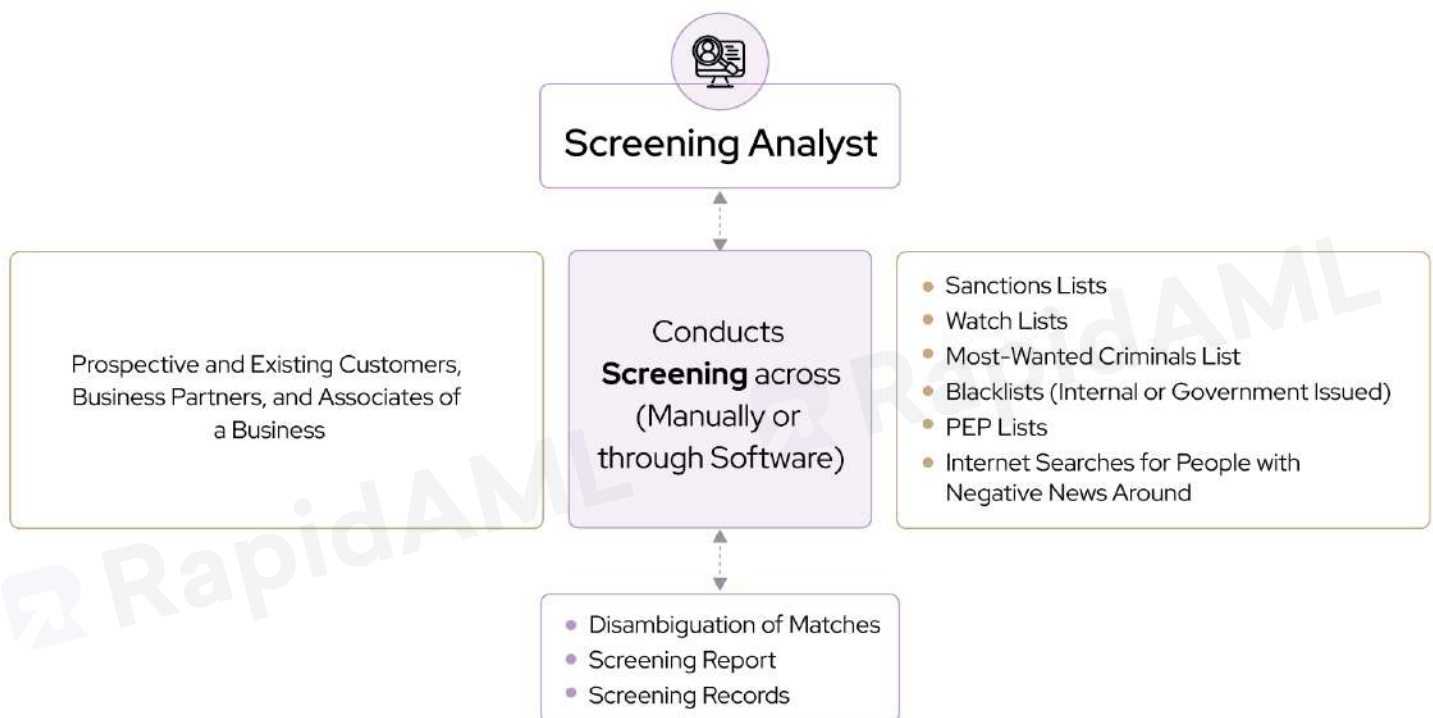 Screening Analyst
Prospective and Existing Customers,
Business Partners, and Associates of
a Business
Conducts
Screening across
(Manually or
through Software)
Sanctions Lists
Watch Lists
Most-Wanted Criminals List
Blacklists (Internal or Government Issued)
PEP Lists
Internet Searches for People with
Negative News Around
Disambiguation of Matches
Screening Report
Screening Records
RapidAML
RapidAML